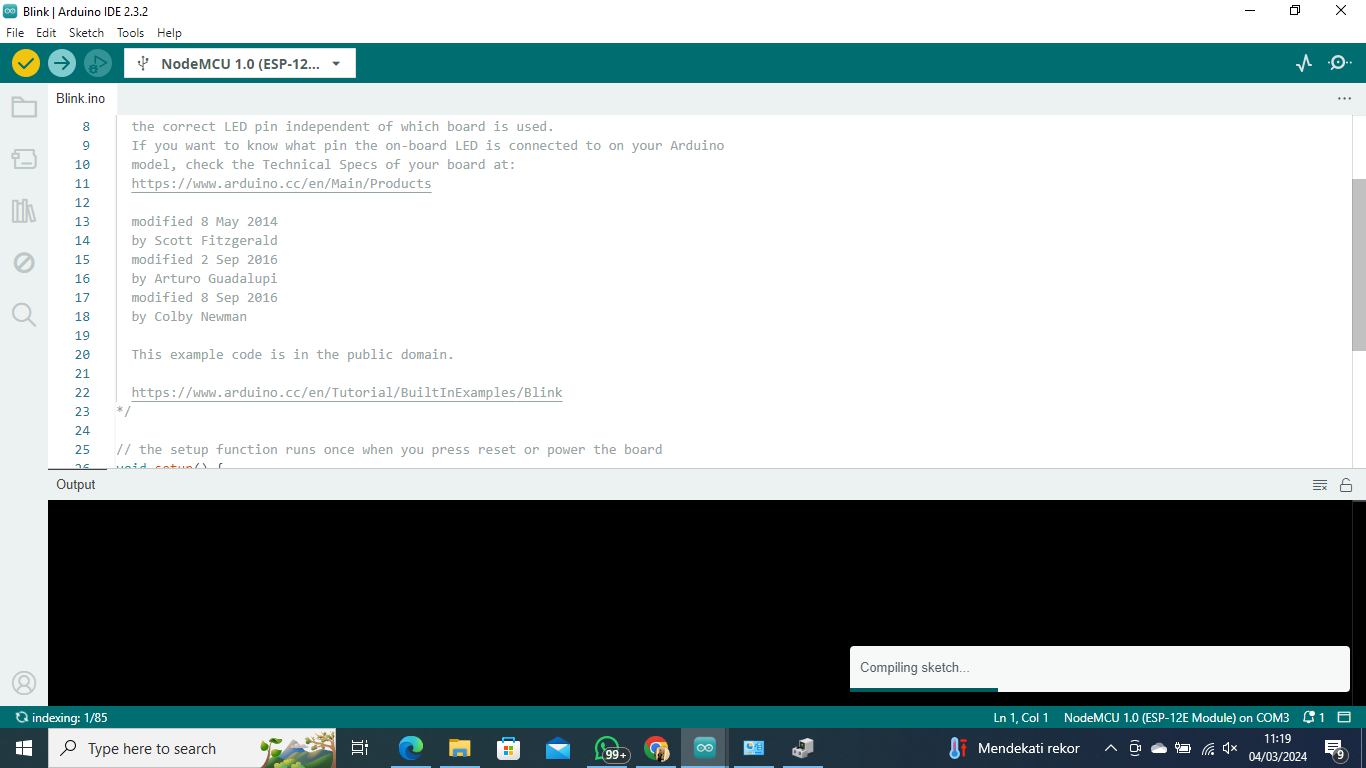 Blink | Arduino IDE 2.3.2
File Edit Sketch Tools Help
NodeMCU 1.0 (ESP-12...
Blink.ino
8 the correct LED pin independent of which board is used.
9 If you want to know what pin the on-board LED is connected to on your Arduino
10 model, check the Technical Specs of your board at:
11 https://www.arduino.cc/en/Main/Products
12
13 modified 8 May 2014
14 by Scott Fitzgerald
15 modified 2 Sep 2016
16 by Arturo Guadalupi
17 modified 8 Sep 2016
18 by Colby Newman
19
20 This example code is in the public domain.
21
22 https://www.arduino.cc/en/Tutorial/BuiltInExamples/Blink
23 */
24
25 // the setup function runs once when you press reset or power the board
26 void setup() {
Output
Compiling sketch...
indexing: 1/85 Ln 1, Col 1 NodeMCU 1.0 (ESP-12E Module) on COM3 1
Type here to search 99+ Mendekati rekor 11:19
04/03/2024 9